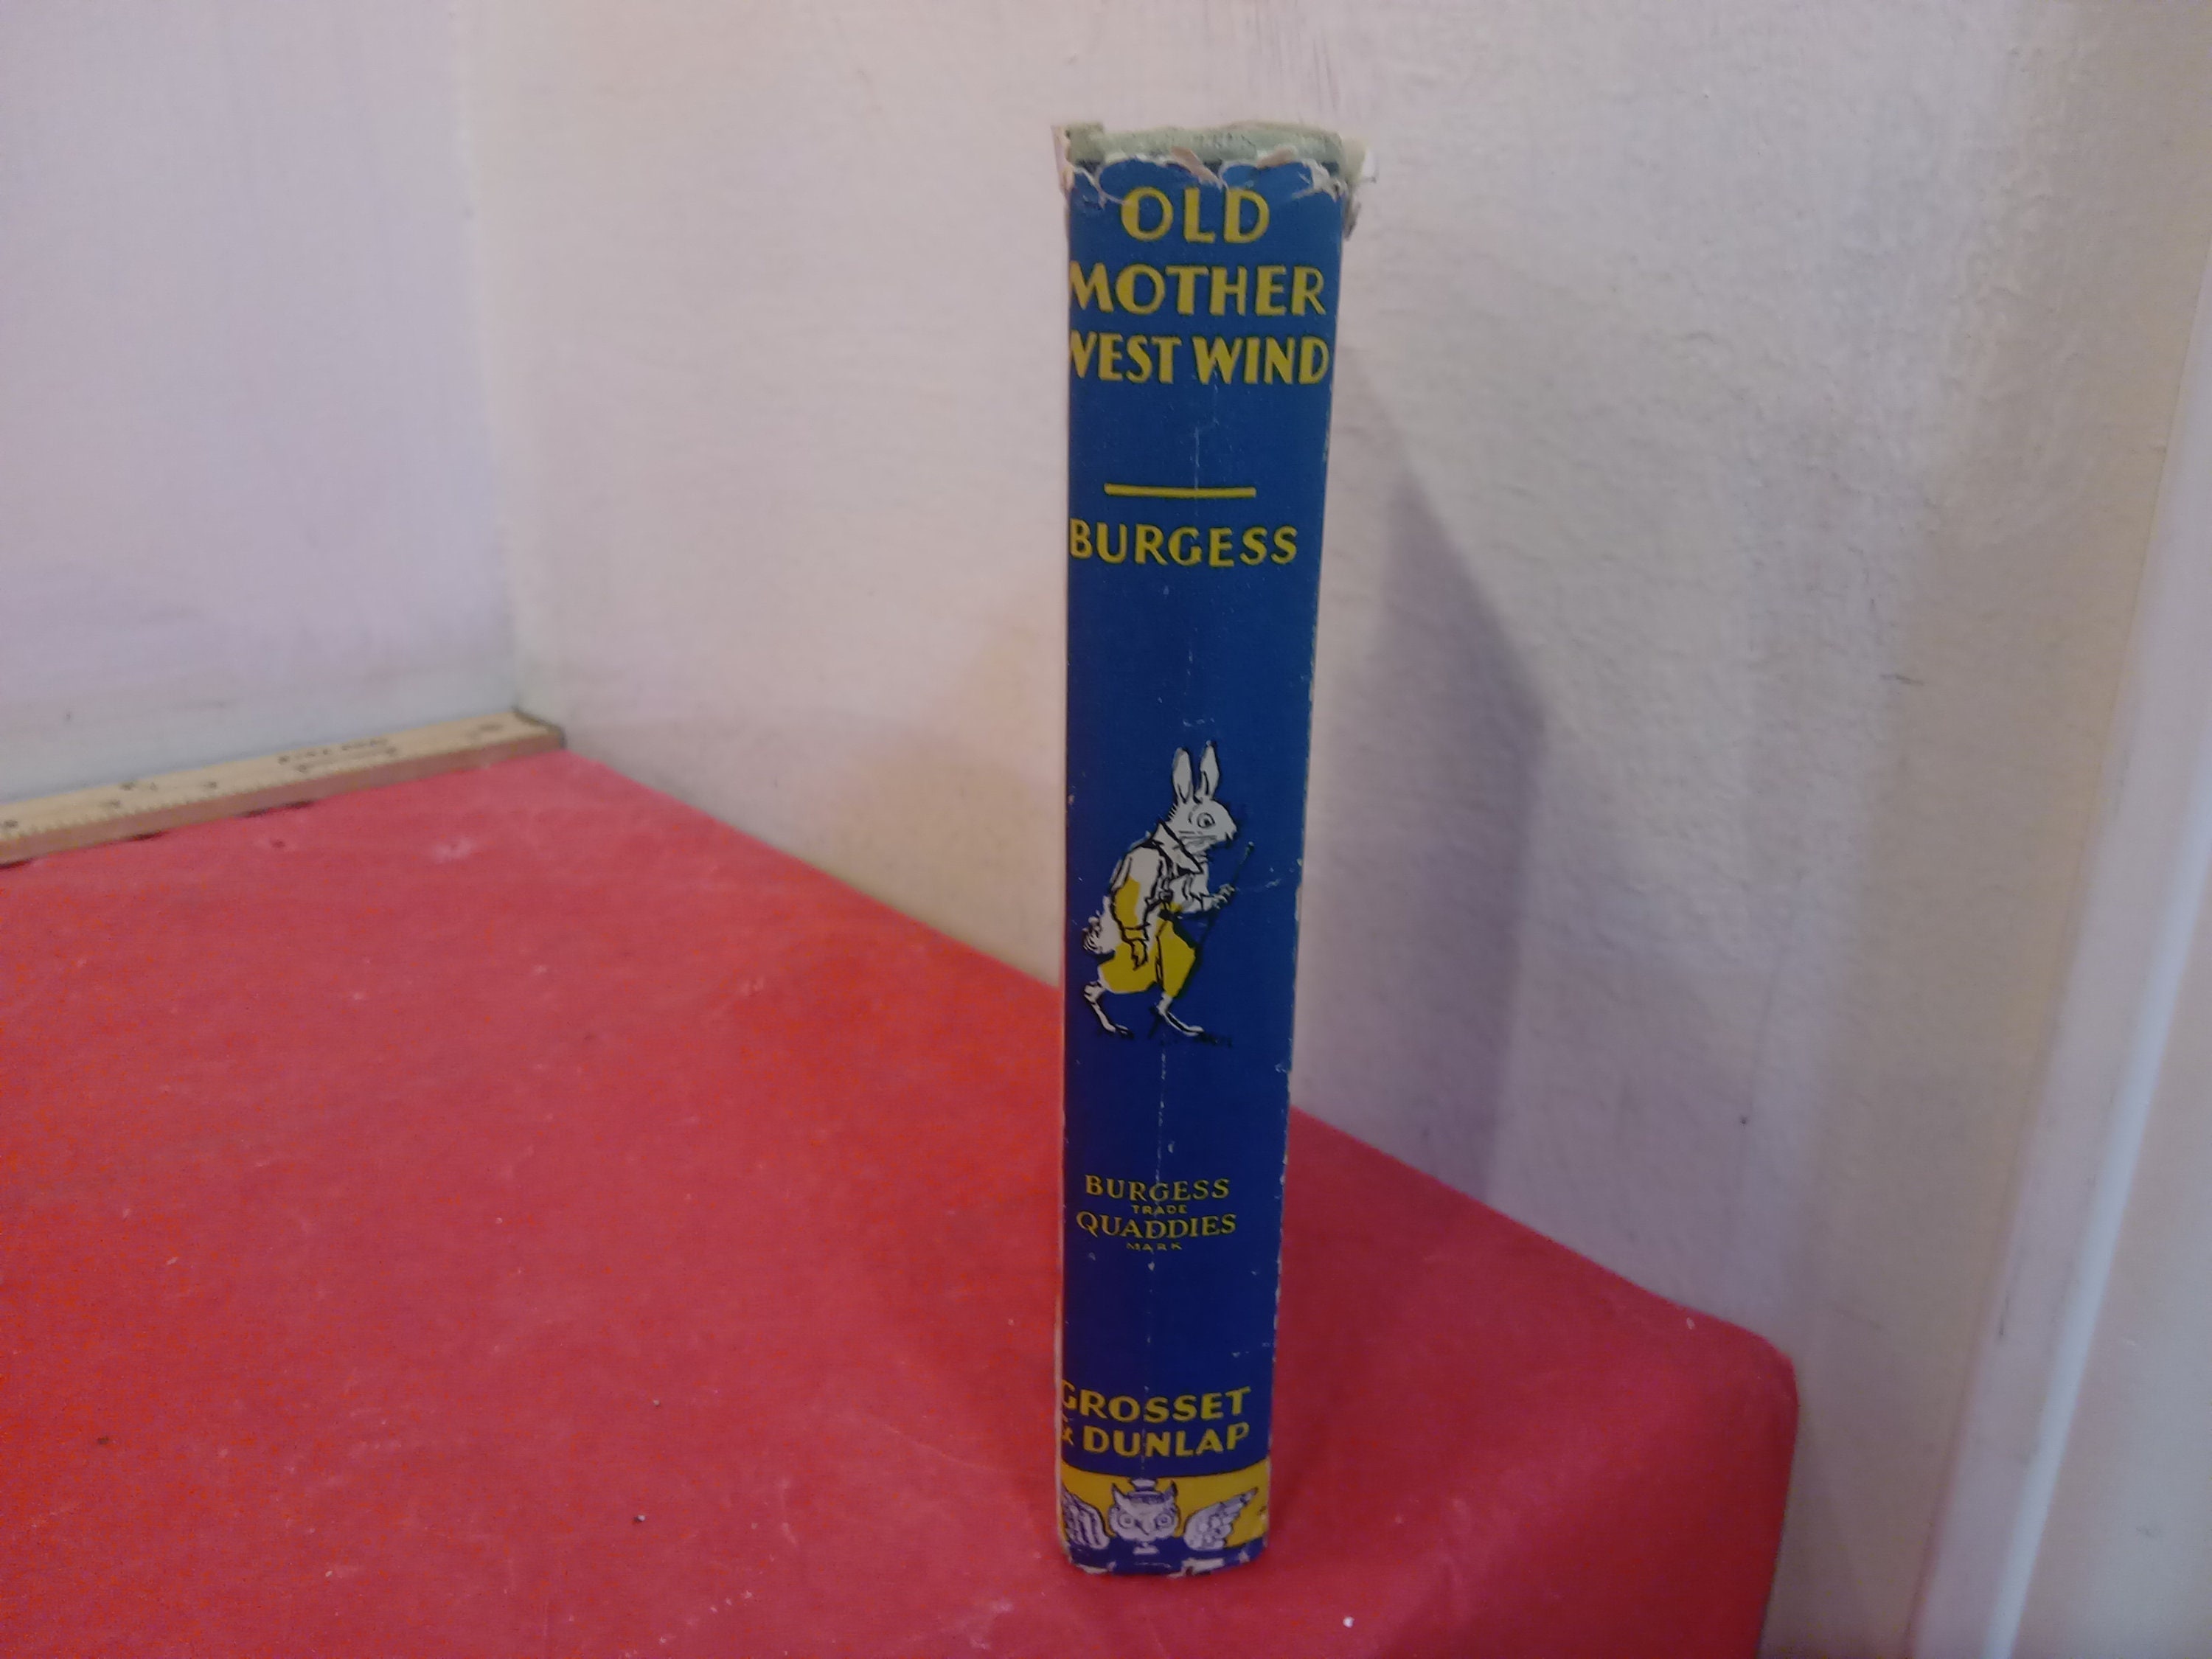 OLD
MOTHER
WEST WIND
BURGESS
BURGESS
TRADE
QUADDIES
MARK
GROSSET
& DUNLAP